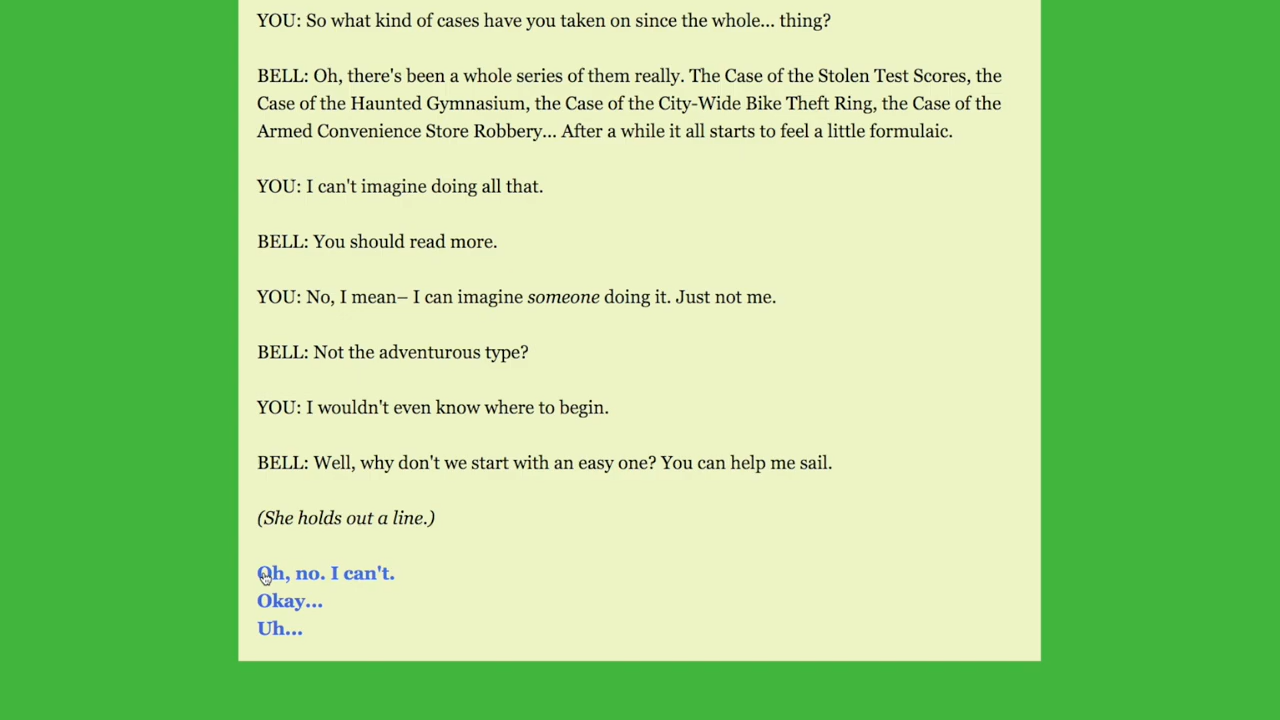 YOU: So what kind of cases have you taken on since the whole... thing?
BELL: Oh, there's been a whole series of them really. The Case of the Stolen Test Scores, the
Case of the Haunted Gymnasium, the Case of the City-Wide Bike Theft Ring, the Case of the
Armed Convenience Store Robbery... After a while it all starts to feel a little formulaic.
YOU: I can't imagine doing all that.
BELL: You should read more.
YOU: No, I mean– I can imagine someone doing it. Just not me.
BELL: Not the adventurous type?
YOU: I wouldn't even know where to begin.
BELL: Well, why don't we start with an easy one? You can help me sail.
(She holds out a line.)
Oh, no. I can't.
Okay...
Uh...